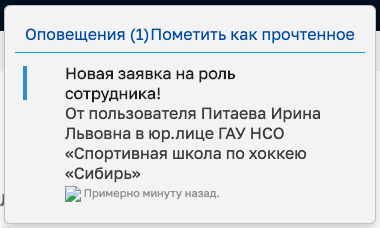 Оповещения (1)Пометить как прочтенное
Новая заявка на роль
сотрудника!
От пользователя Питаева Ирина
Львовна в юр.лице ГАУ НСО
«Спортивная школа по хоккею
«Сибирь»
Примерно минуту назад.